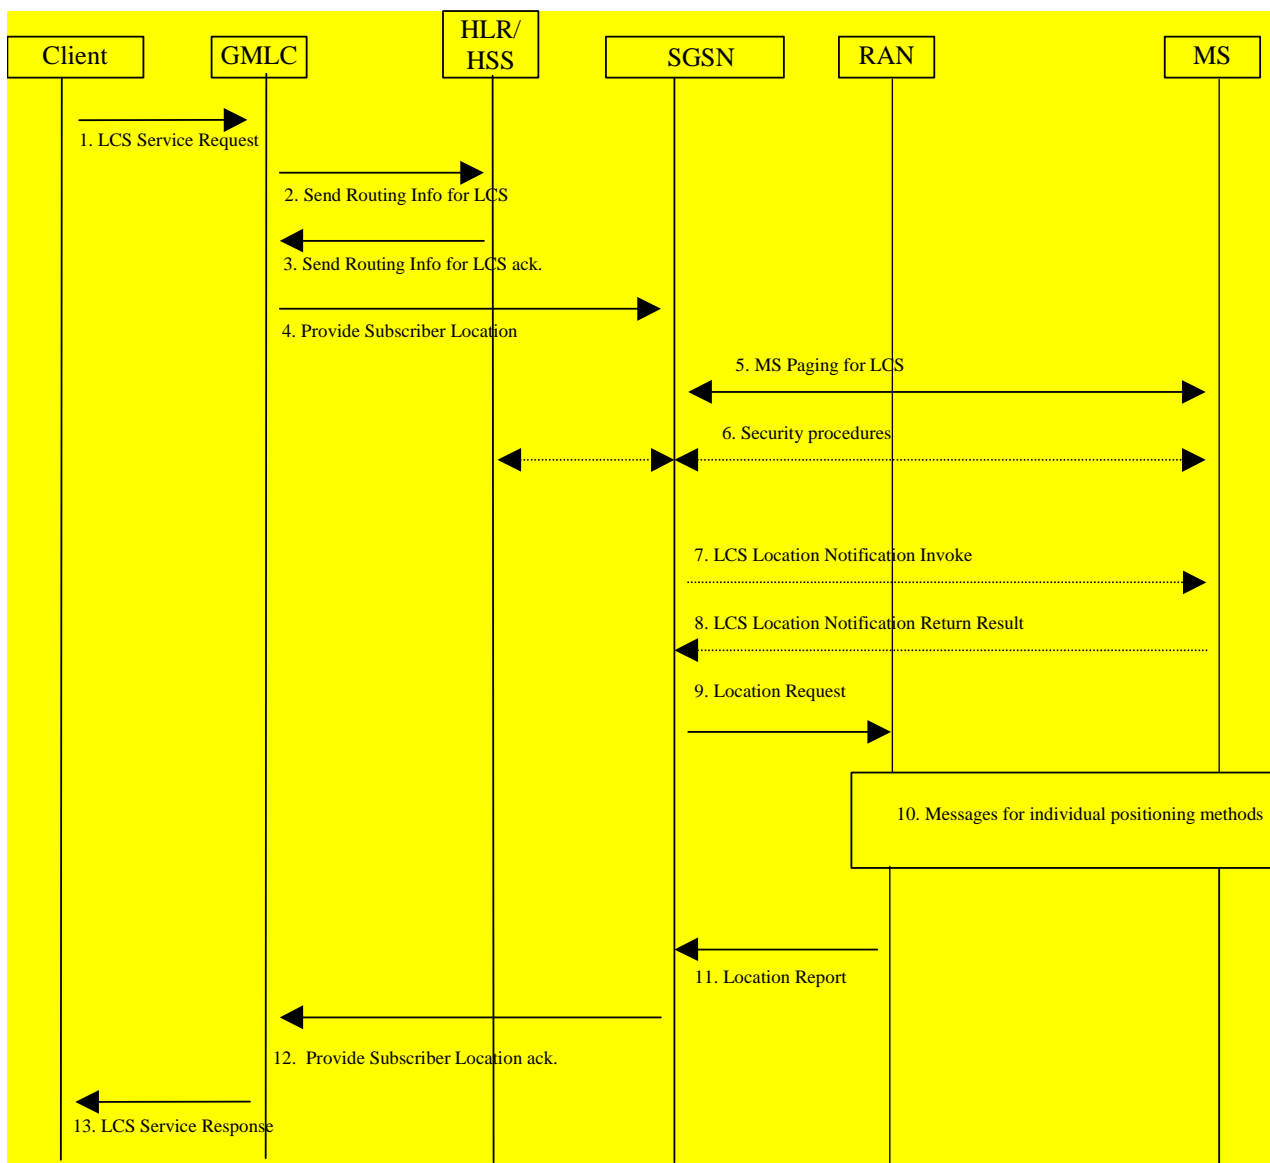 Client
GMLC
HLR/
HSS
SGSN
RAN
MS
1. LCS Service Request
2. Send Routing Info for LCS
3. Send Routing Info for LCS ack.
4. Provide Subscriber Location
5. MS Paging for LCS
6. Security procedures
7. LCS Location Notification Invoke
8. LCS Location Notification Return Result
9. Location Request
10. Messages for individual positioning methods
11. Location Report
12. Provide Subscriber Location ack.
13. LCS Service Response